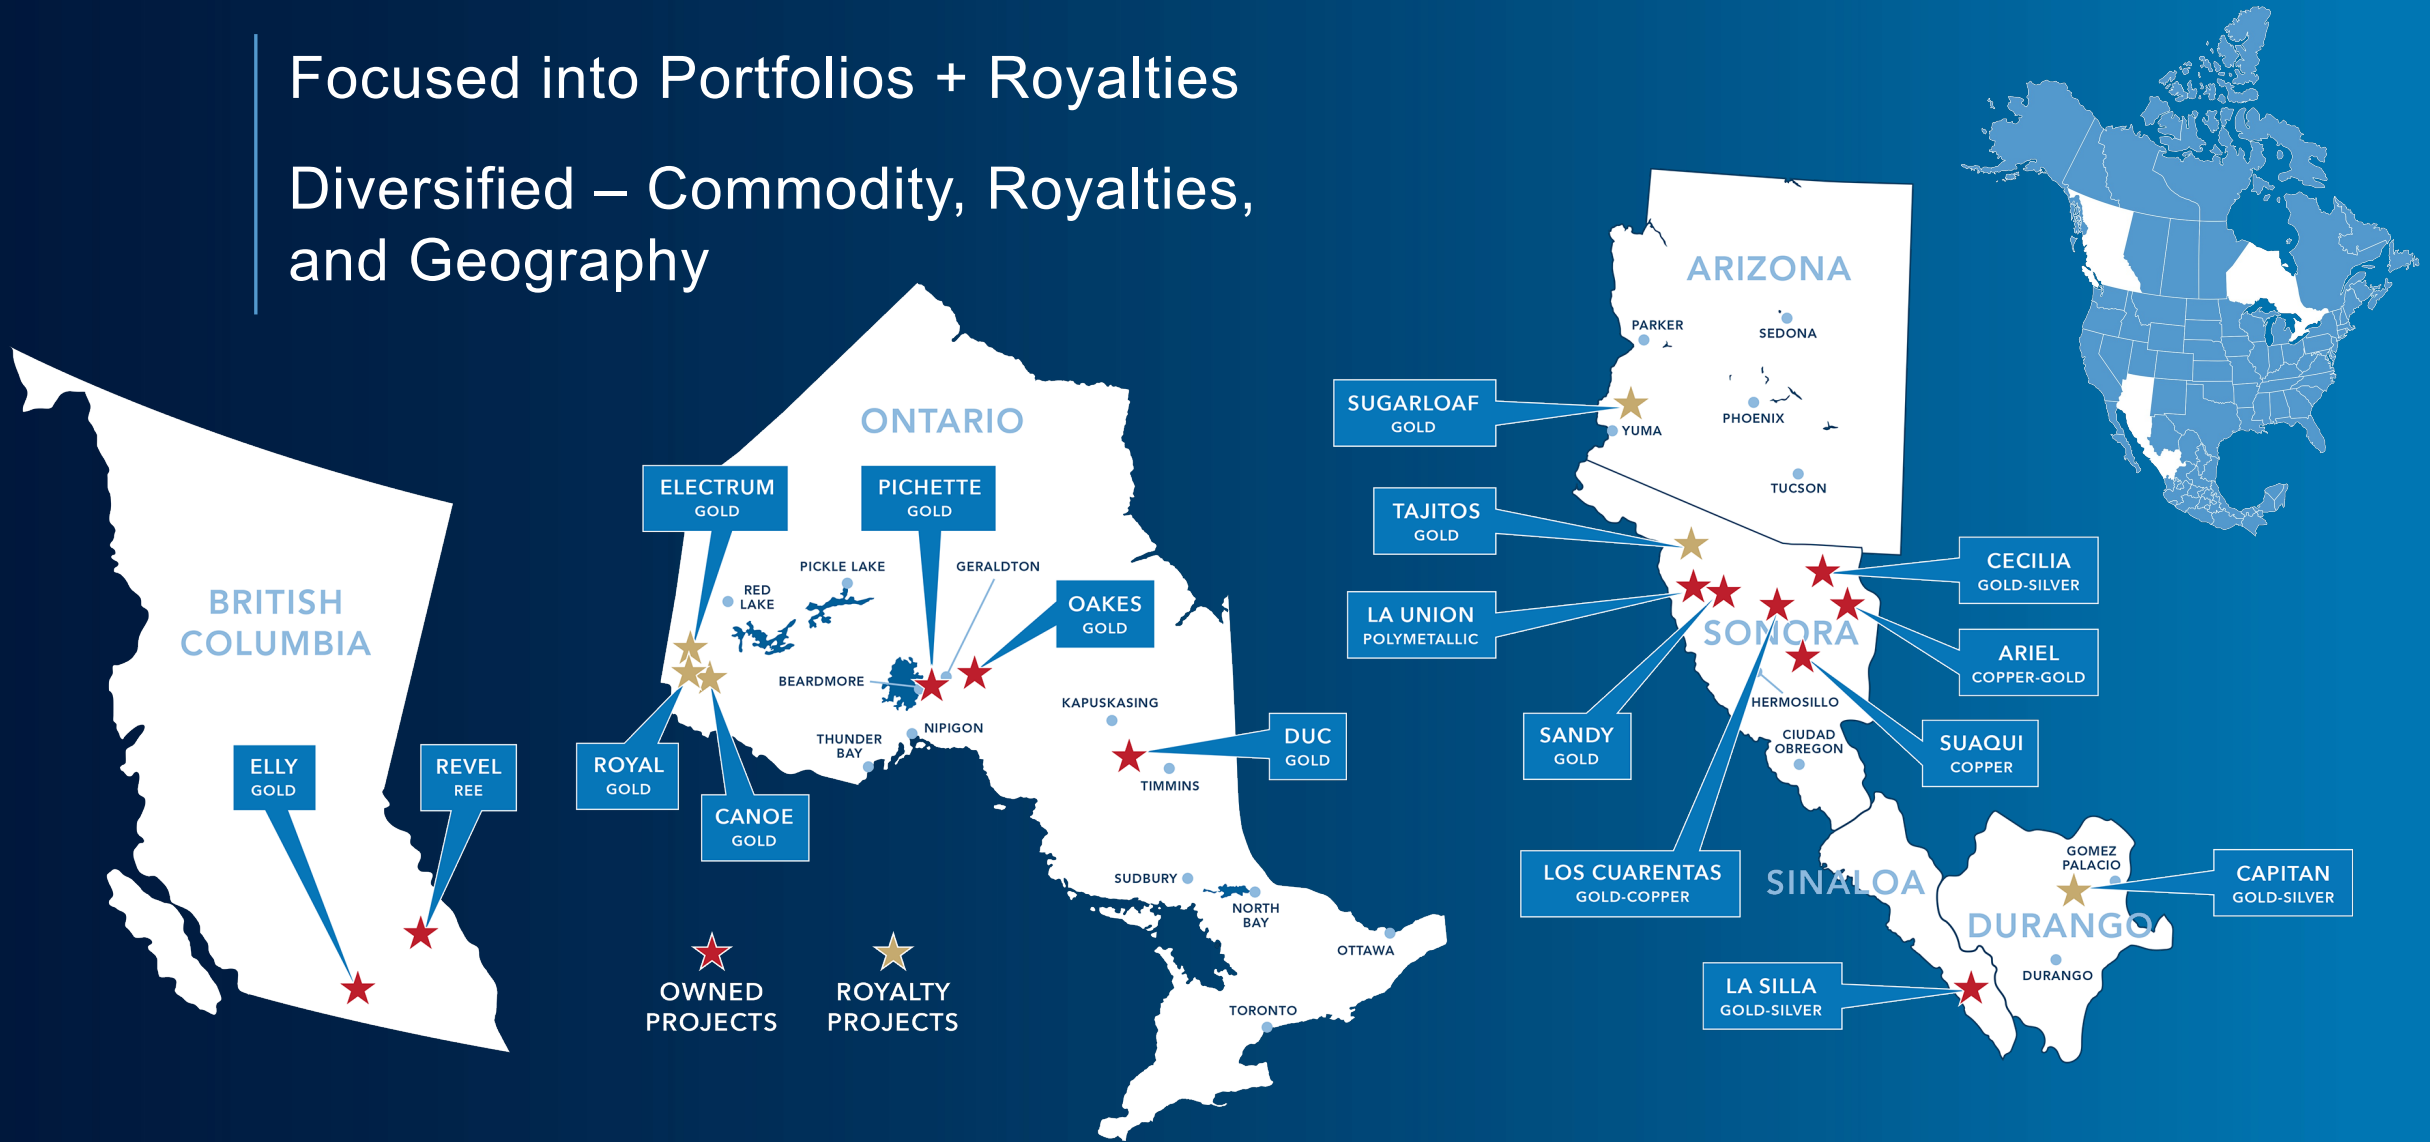 Focused into Portfolios + Royalties
Diversified – Commodity, Royalties,
and Geography
BRITISH
COLUMBIA
ELLY
GOLD
REVEL
REE
ONTARIO
ELECTRUM
GOLD
PICHETTE
GOLD
PICKLE LAKE
GERALDTON
RED
LAKE
OAKES
GOLD
BEARDMORE
KAPUSKASING
NIPIGON
THUNDER
BAY
DUC
GOLD
TIMMINS
ROYAL
GOLD
CANOE
GOLD
SUDBURY
NORTH
BAY
OTTAWA
TORONTO
OWNED
PROJECTS
ROYALTY
PROJECTS
ARIZONA
PARKER
SEDONA
SUGARLOAF
GOLD
PHOENIX
YUMA
TUCSON
TAJITOS
GOLD
CECILIA
GOLD-SILVER
LA UNION
POLYMETALLIC
SONORA
ARIEL
COPPER-GOLD
HERMOSILLO
SANDY
GOLD
CIUDAD
OBREGON
SUAQUI
COPPER
LOS CUARENTAS
GOLD-COPPER
SINALOA
GOMEZ
PALACIO
CAPITAN
GOLD-SILVER
DURANGO
DURANGO
LA SILLA
GOLD-SILVER